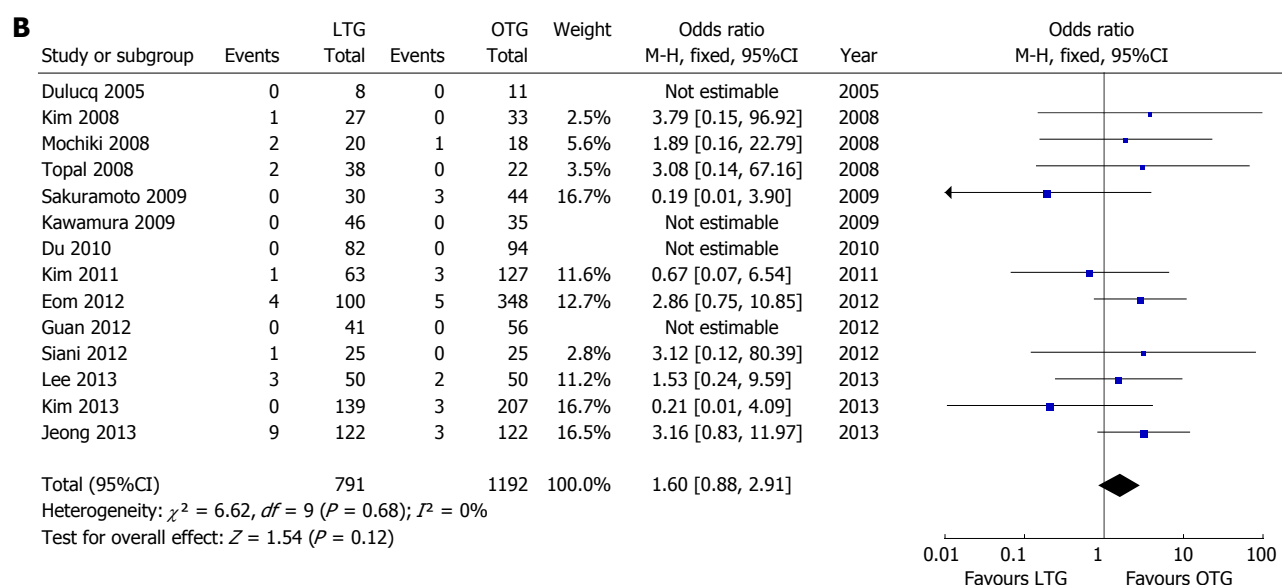 B
LTG OTG Weight Odds ratio Odds ratio
Study or subgroup Events Total Events Total M-H, fixed, 95%CI Year M-H, fixed, 95%CI
Dulucq 2005 0 8 0 11 Not estimable 2005
Kim 2008 1 27 0 33 2.5% 3.79 [0.15, 96.92] 2008
Mochiki 2008 2 20 1 18 5.6% 1.89 [0.16, 22.79] 2008
Topal 2008 2 38 0 22 3.5% 3.08 [0.14, 67.16] 2008
Sakuramoto 2009 0 30 3 44 16.7% 0.19 [0.01, 3.90] 2009
Kawamura 2009 0 46 0 35 Not estimable 2009
Du 2010 0 82 0 94 Not estimable 2010
Kim 2011 1 63 3 127 11.6% 0.67 [0.07, 6.54] 2011
Eom 2012 4 100 5 348 12.7% 2.86 [0.75, 10.85] 2012
Guan 2012 0 41 0 56 Not estimable 2012
Siani 2012 1 25 0 25 2.8% 3.12 [0.12, 80.39] 2012
Lee 2013 3 50 2 50 11.2% 1.53 [0.24, 9.59] 2013
Kim 2013 0 139 3 207 16.7% 0.21 [0.01, 4.09] 2013
Jeong 2013 9 122 3 122 16.5% 3.16 [0.83, 11.97] 2013
Total (95%CI) 791 1192 100.0% 1.60 [0.88, 2.91]
Heterogeneity: χ² = 6.62, df = 9 (P = 0.68); I² = 0%
Test for overall effect: Z = 1.54 (P = 0.12)
0.01 0.1 1 10 100
Favours LTG Favours OTG